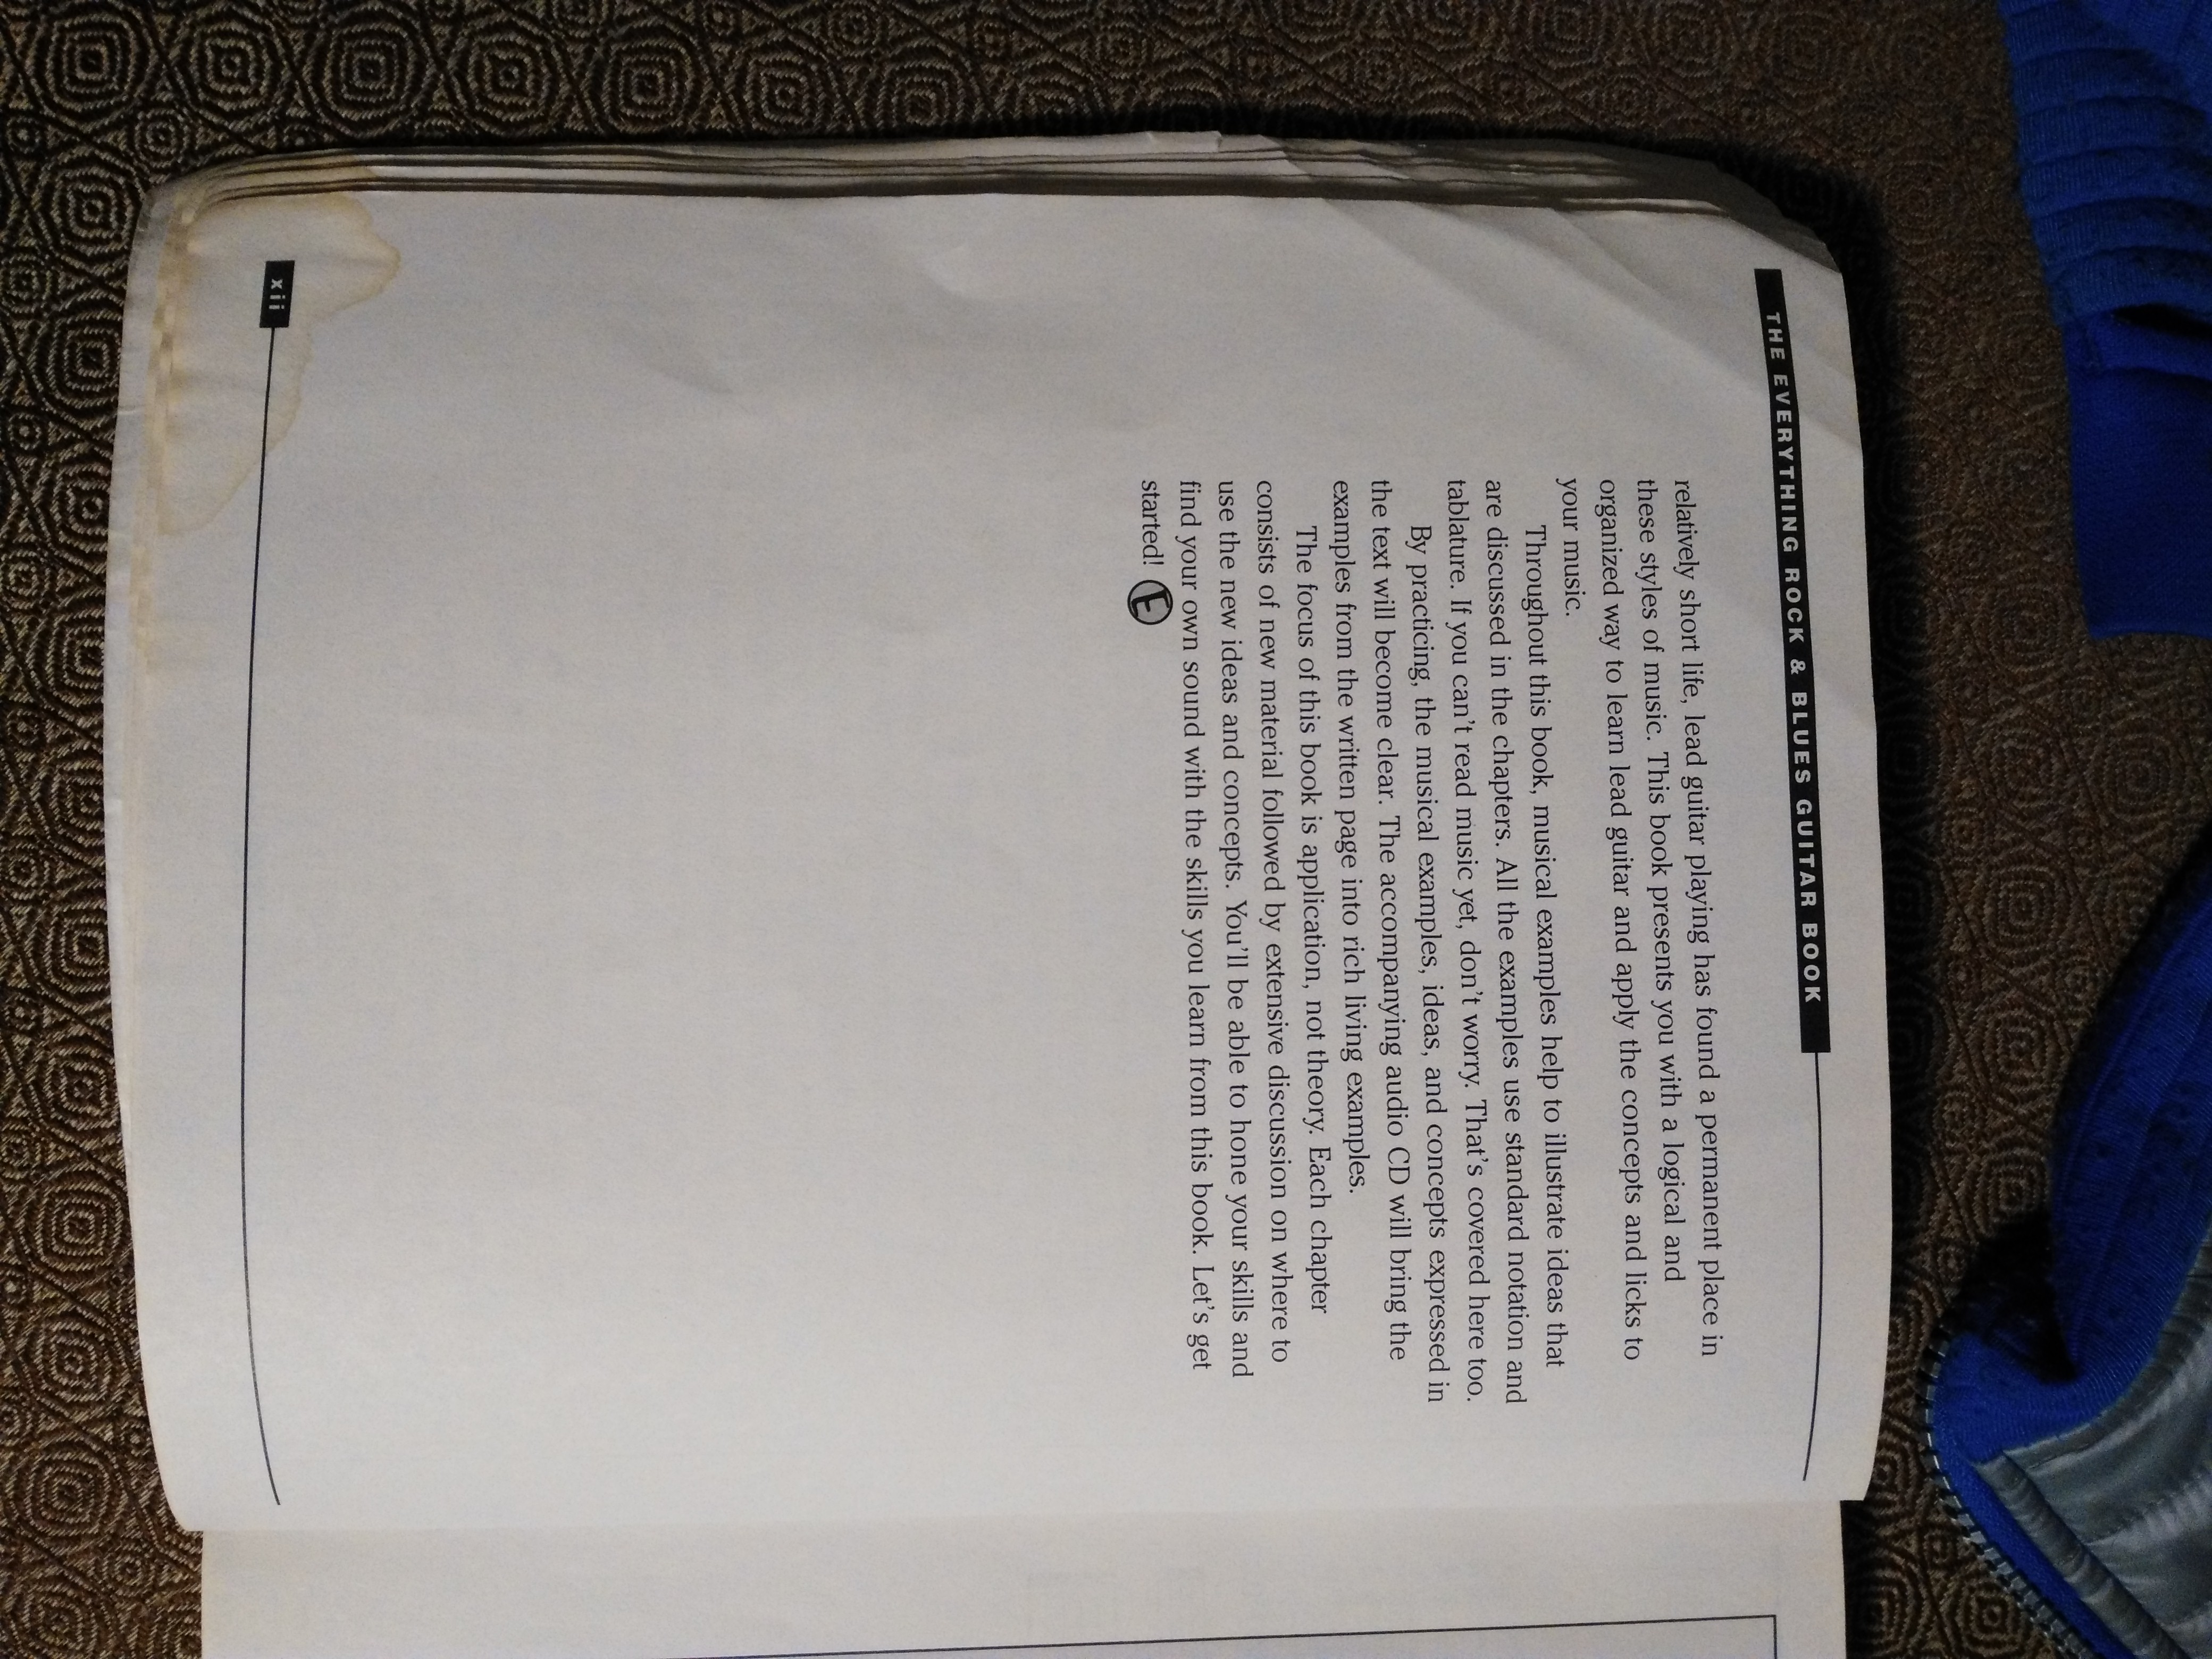 THE EVERYTHING ROCK & BLUES GUITAR BOOK
relatively short life, lead guitar playing has found a permanent place in
these styles of music. This book presents you with a logical and
organized way to learn lead guitar and apply the concepts and licks to
your music.
Throughout this book, musical examples help to illustrate ideas that
are discussed in the chapters. All the examples use standard notation and
tablature. If you can't read music yet, don't worry. That's covered here too.
By practicing, the musical examples, ideas, and concepts expressed in
the text will become clear. The accompanying audio CD will bring the
examples from the written page into rich living examples.
The focus of this book is application, not theory. Each chapter
consists of new material followed by extensive discussion on where to
use the new ideas and concepts. You'll be able to hone your skills and
find your own sound with the skills you learn from this book. Let's get
started! E
xii